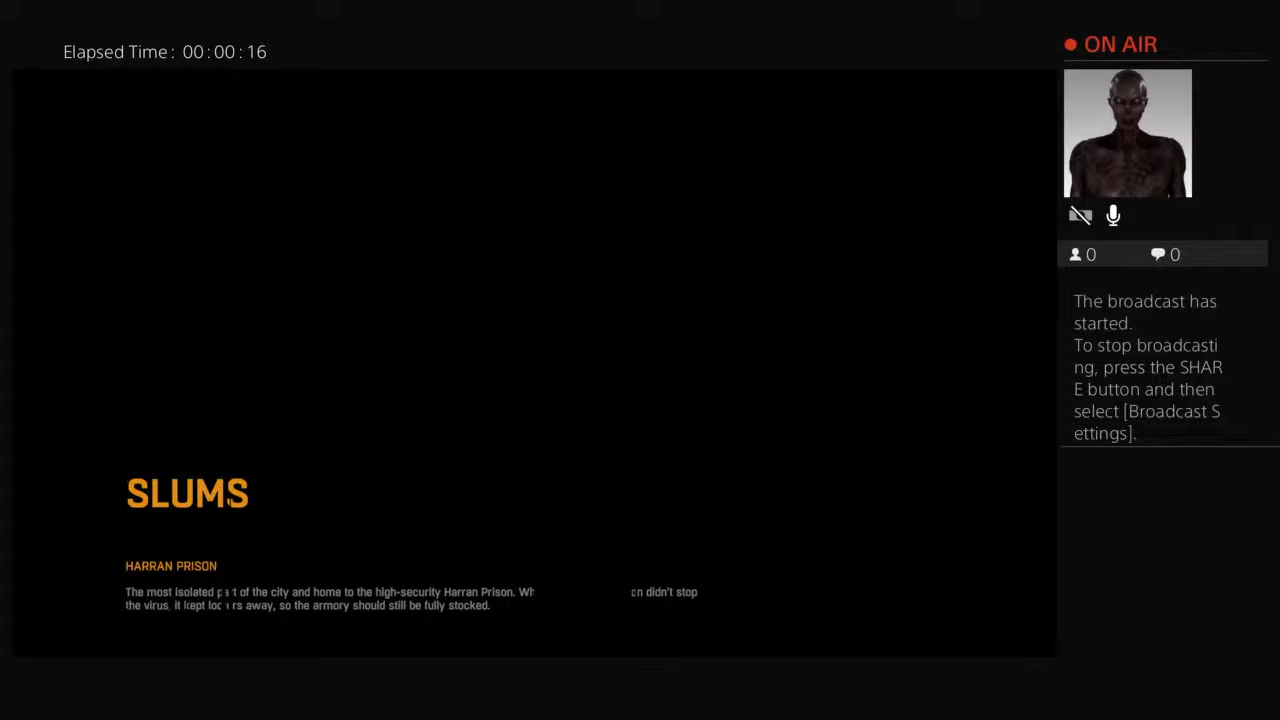 Elapsed Time: 00:00:16
ON AIR
0
0
The broadcast has
started.
To stop broadcasti
ng, press the SHAR
E button and then
select [Broadcast S
ettings].
SLUMS
HARRAN PRISON
The most isolated part of the city and home to the high-security Harran Prison. didn't stop
the virus, it kept away, so the armory should still be fully stocked.